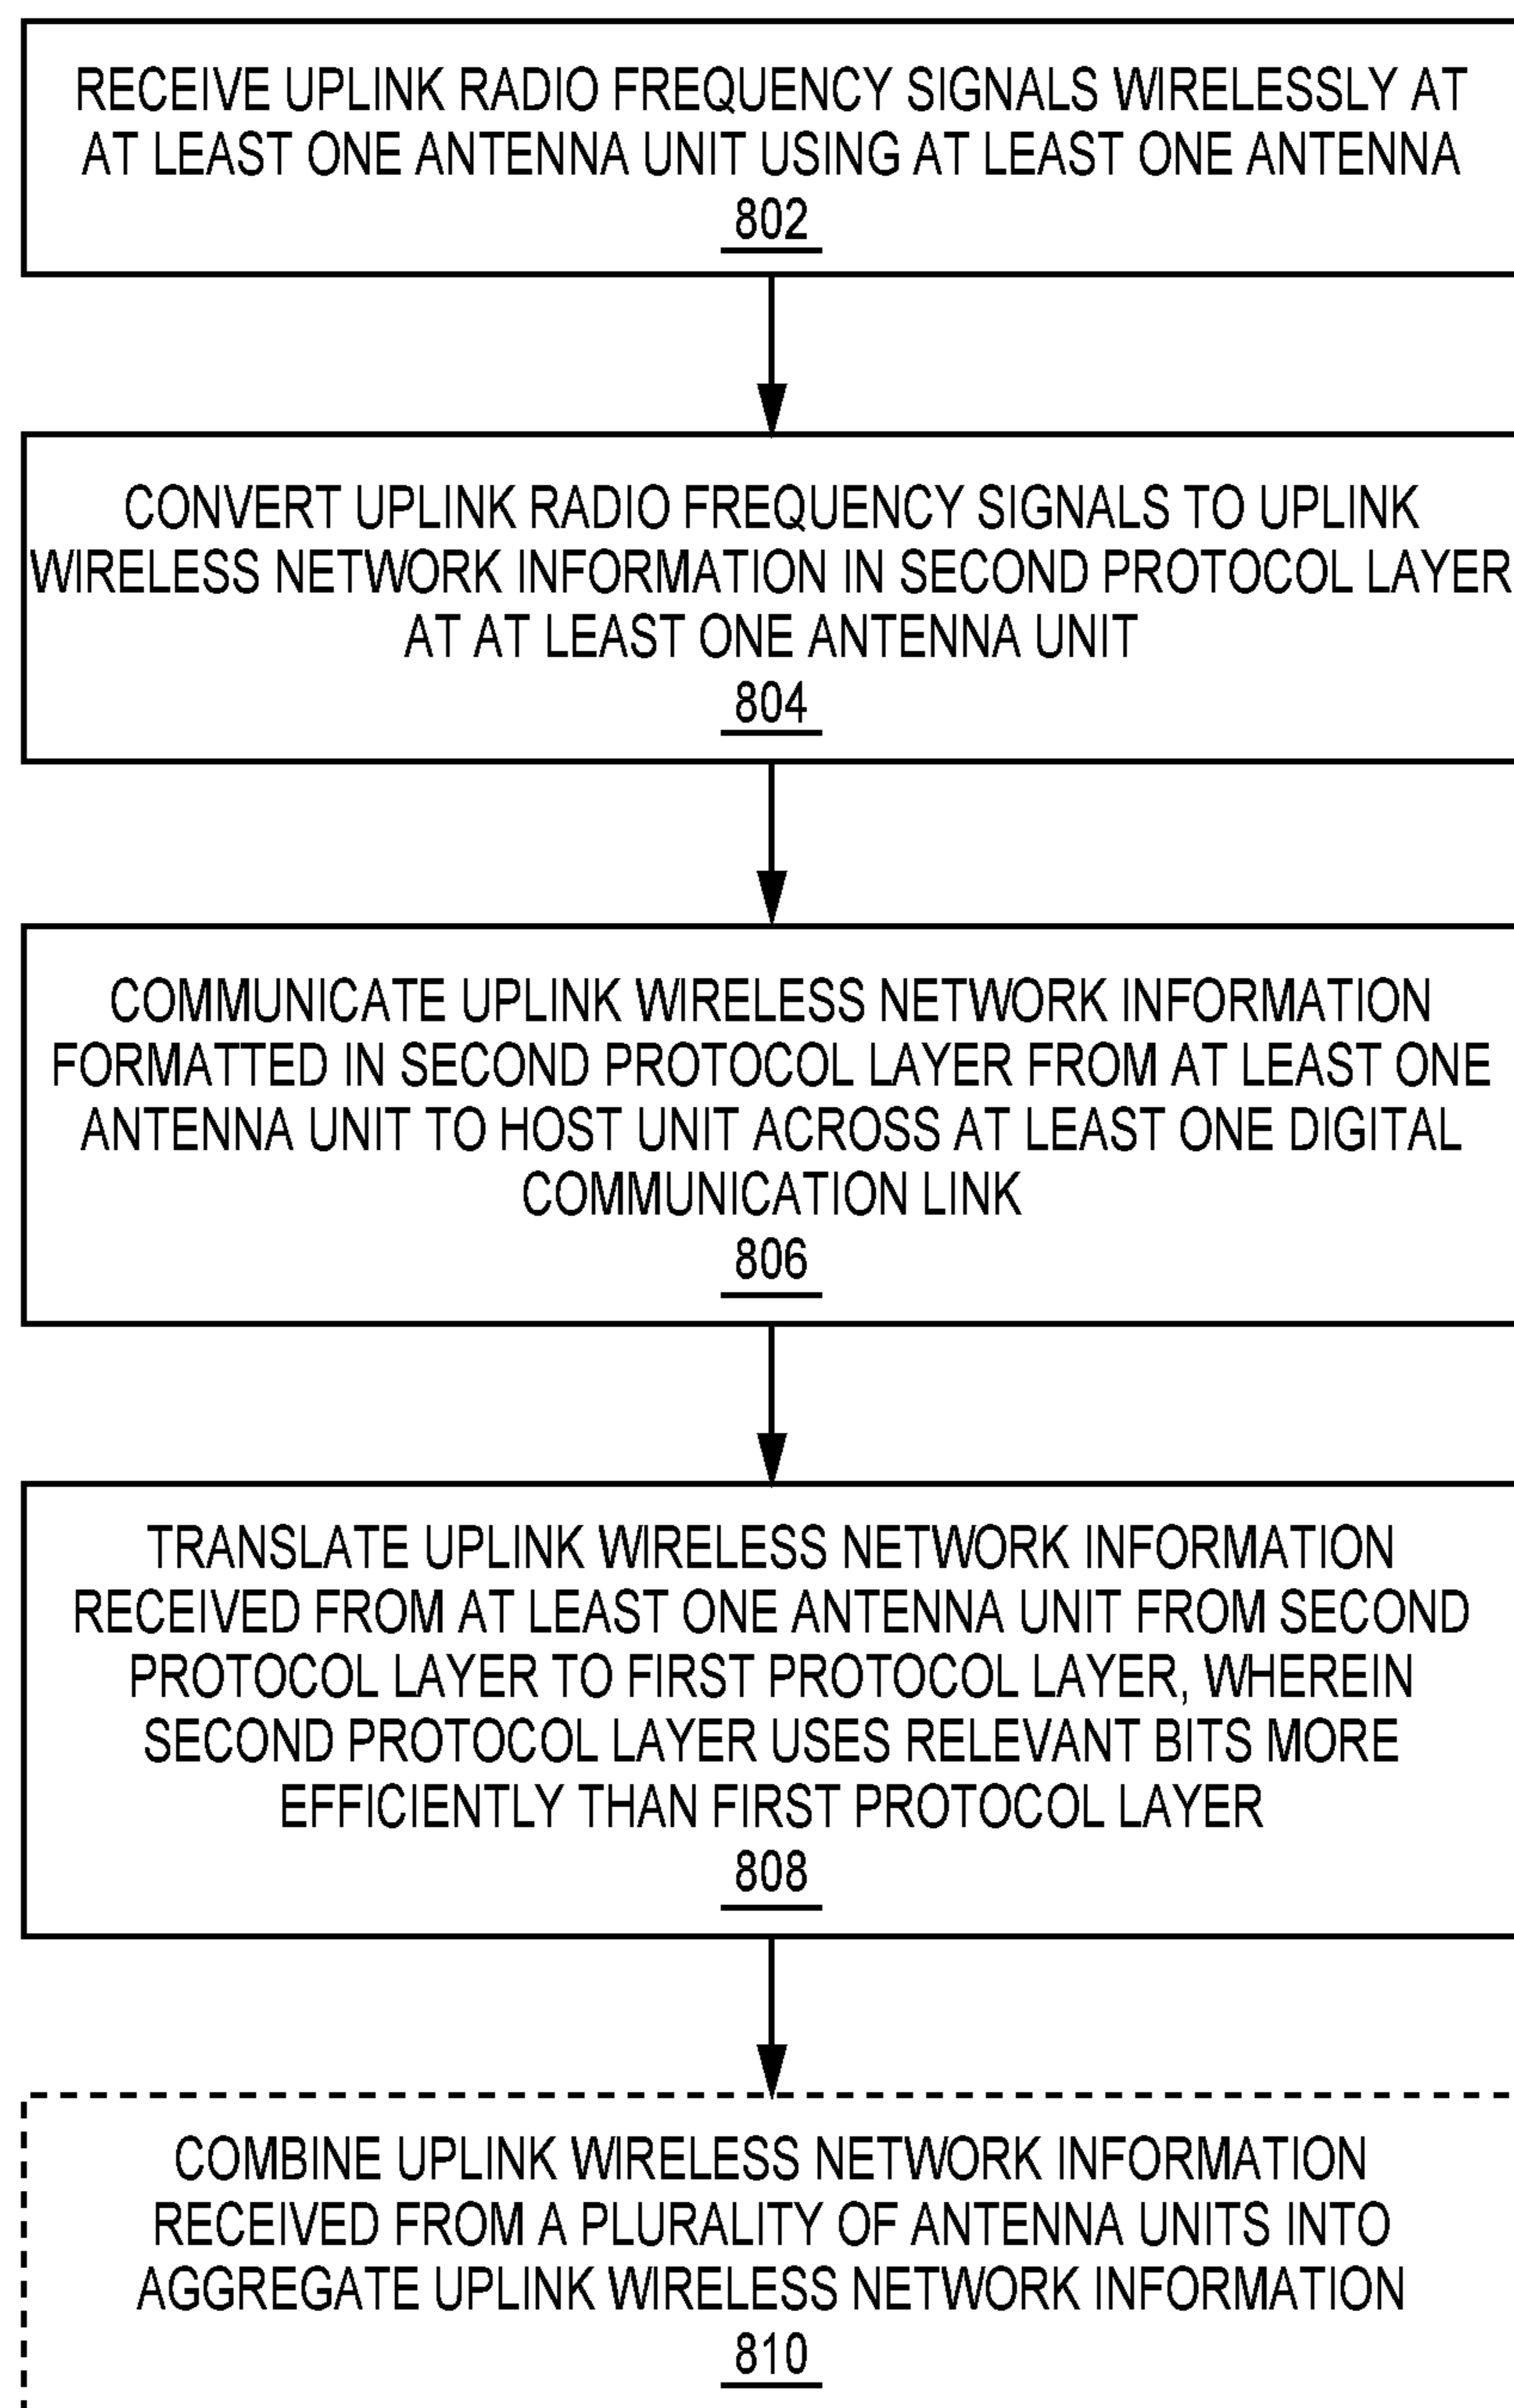 RECEIVE UPLINK RADIO FREQUENCY SIGNALS WIRELESSLY AT
AT LEAST ONE ANTENNA UNIT USING AT LEAST ONE ANTENNA
802
CONVERT UPLINK RADIO FREQUENCY SIGNALS TO UPLINK
WIRELESS NETWORK INFORMATION IN SECOND PROTOCOL LAYER
AT AT LEAST ONE ANTENNA UNIT
804
COMMUNICATE UPLINK WIRELESS NETWORK INFORMATION
FORMATTED IN SECOND PROTOCOL LAYER FROM AT LEAST ONE
ANTENNA UNIT TO HOST UNIT ACROSS AT LEAST ONE DIGITAL
COMMUNICATION LINK
806
TRANSLATE UPLINK WIRELESS NETWORK INFORMATION
RECEIVED FROM AT LEAST ONE ANTENNA UNIT FROM SECOND
PROTOCOL LAYER TO FIRST PROTOCOL LAYER, WHEREIN
SECOND PROTOCOL LAYER USES RELEVANT BITS MORE
EFFICIENTLY THAN FIRST PROTOCOL LAYER
808
COMBINE UPLINK WIRELESS NETWORK INFORMATION
RECEIVED FROM A PLURALITY OF ANTENNA UNITS INTO
AGGREGATE UPLINK WIRELESS NETWORK INFORMATION
810